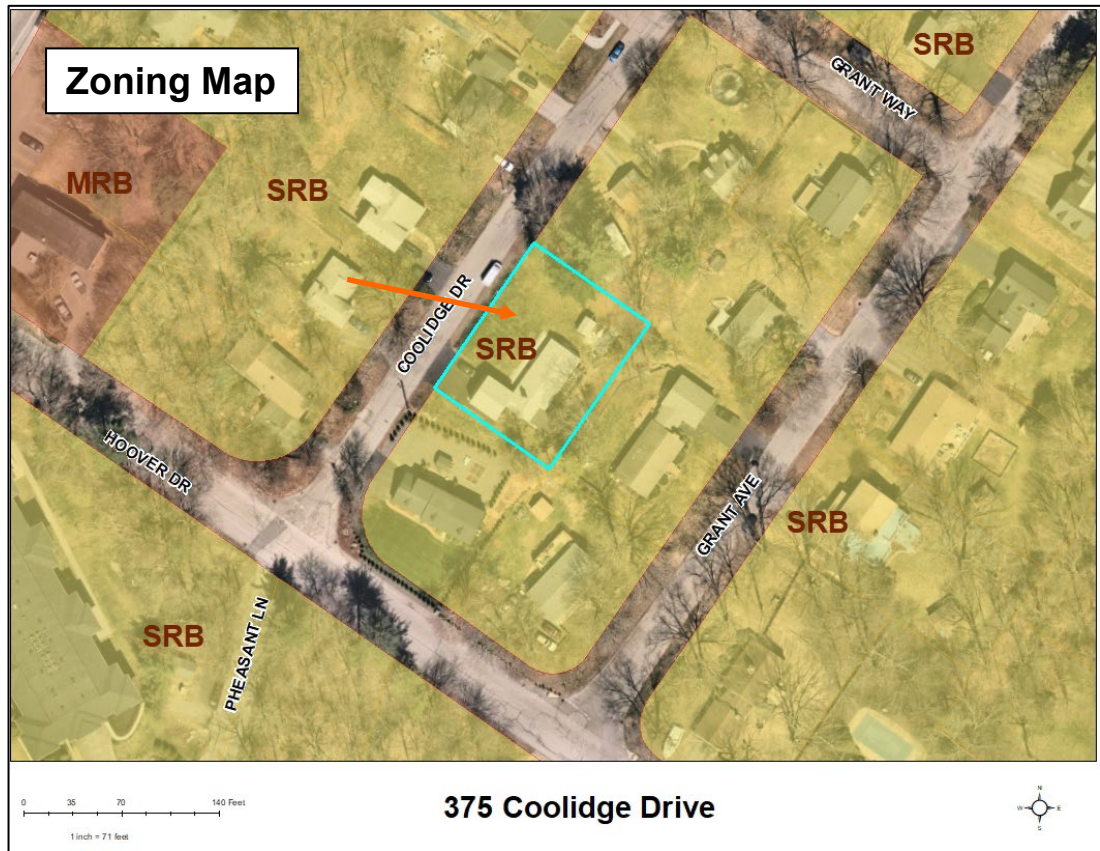 Zoning Map
SRB
GRANT WAY
MRB
SRB
COOLIDGE DR
SRB
HOOVER DR
GRANT AVE
SRB
SRB
PHEASANT LN
0 35 70 140 Feet
1 inch = 71 feet
375 Coolidge Drive
N
W E
S